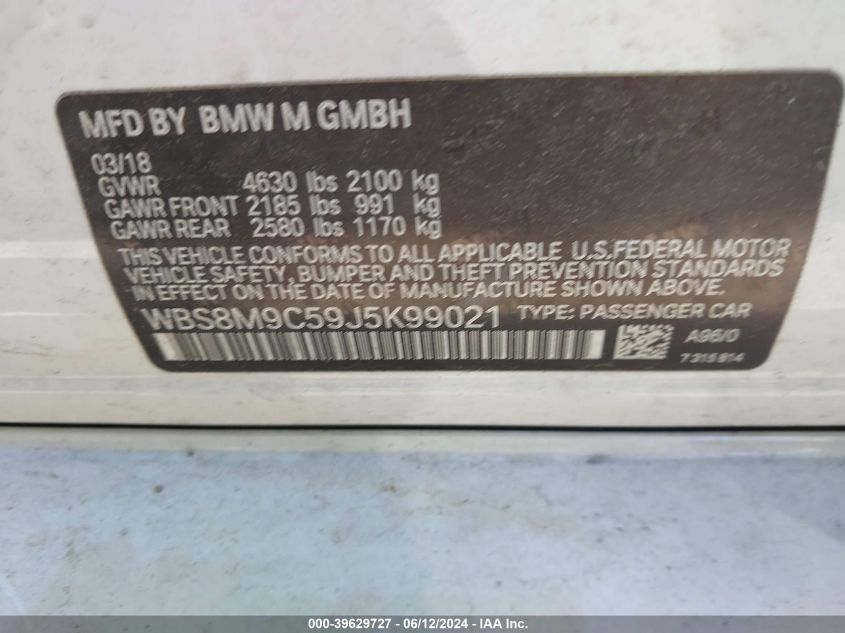 MFD BY BMW M GMBH
03/18
GVWR 4630 lbs 2100 kg
GAWR FRONT 2185 lbs 991 kg
GAWR REAR 2580 lbs 1170 kg
THIS VEHICLE CONFORMS TO ALL APPLICABLE U.S.FEDERAL MOTOR
VEHICLE SAFETY, BUMPER AND THEFT PREVENTION STANDARDS
IN EFFECT ON THE DATE OF MANUFACTURE SHOWN ABOVE.
WBS8M9C59J5K99021 TYPE: PASSENGER CAR
A96/0
7315814
000-39629727 - 06/12/2024 - IAA Inc.